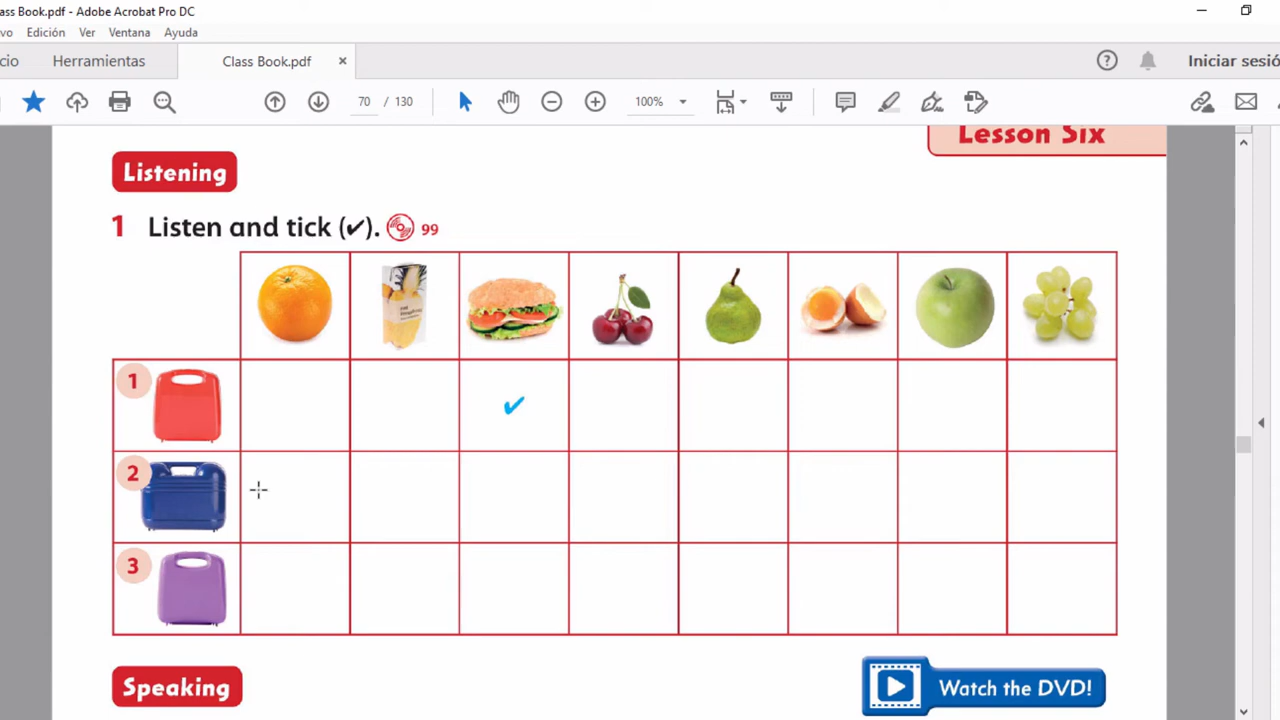 lass Book.pdf - Adobe Acrobat Pro DC
vo Edición Ver Ventana Ayuda
cio Herramientas Class Book.pdf × Iniciar sesió
70 / 130 100%
Lesson Six
Listening
1 Listen and tick (✔). 99
1
✔
2
3
Speaking
Watch the DVD!